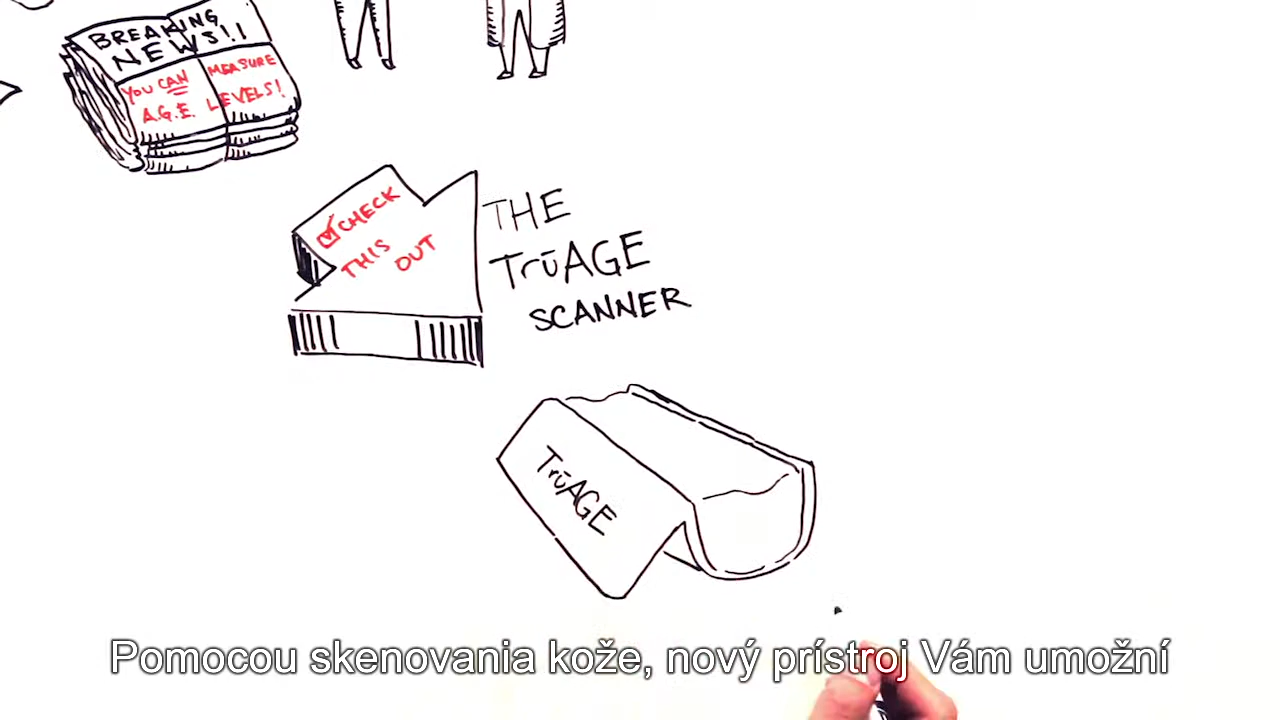 BREAKING
NEWS!!
YOU CAN MEASURE
A.G.E. LEVELS!
CHECK
THIS
OUT
THE
TrūAGE
SCANNER
TrūAGE
Pomocou skenovania kože, nový prístroj Vám umožní